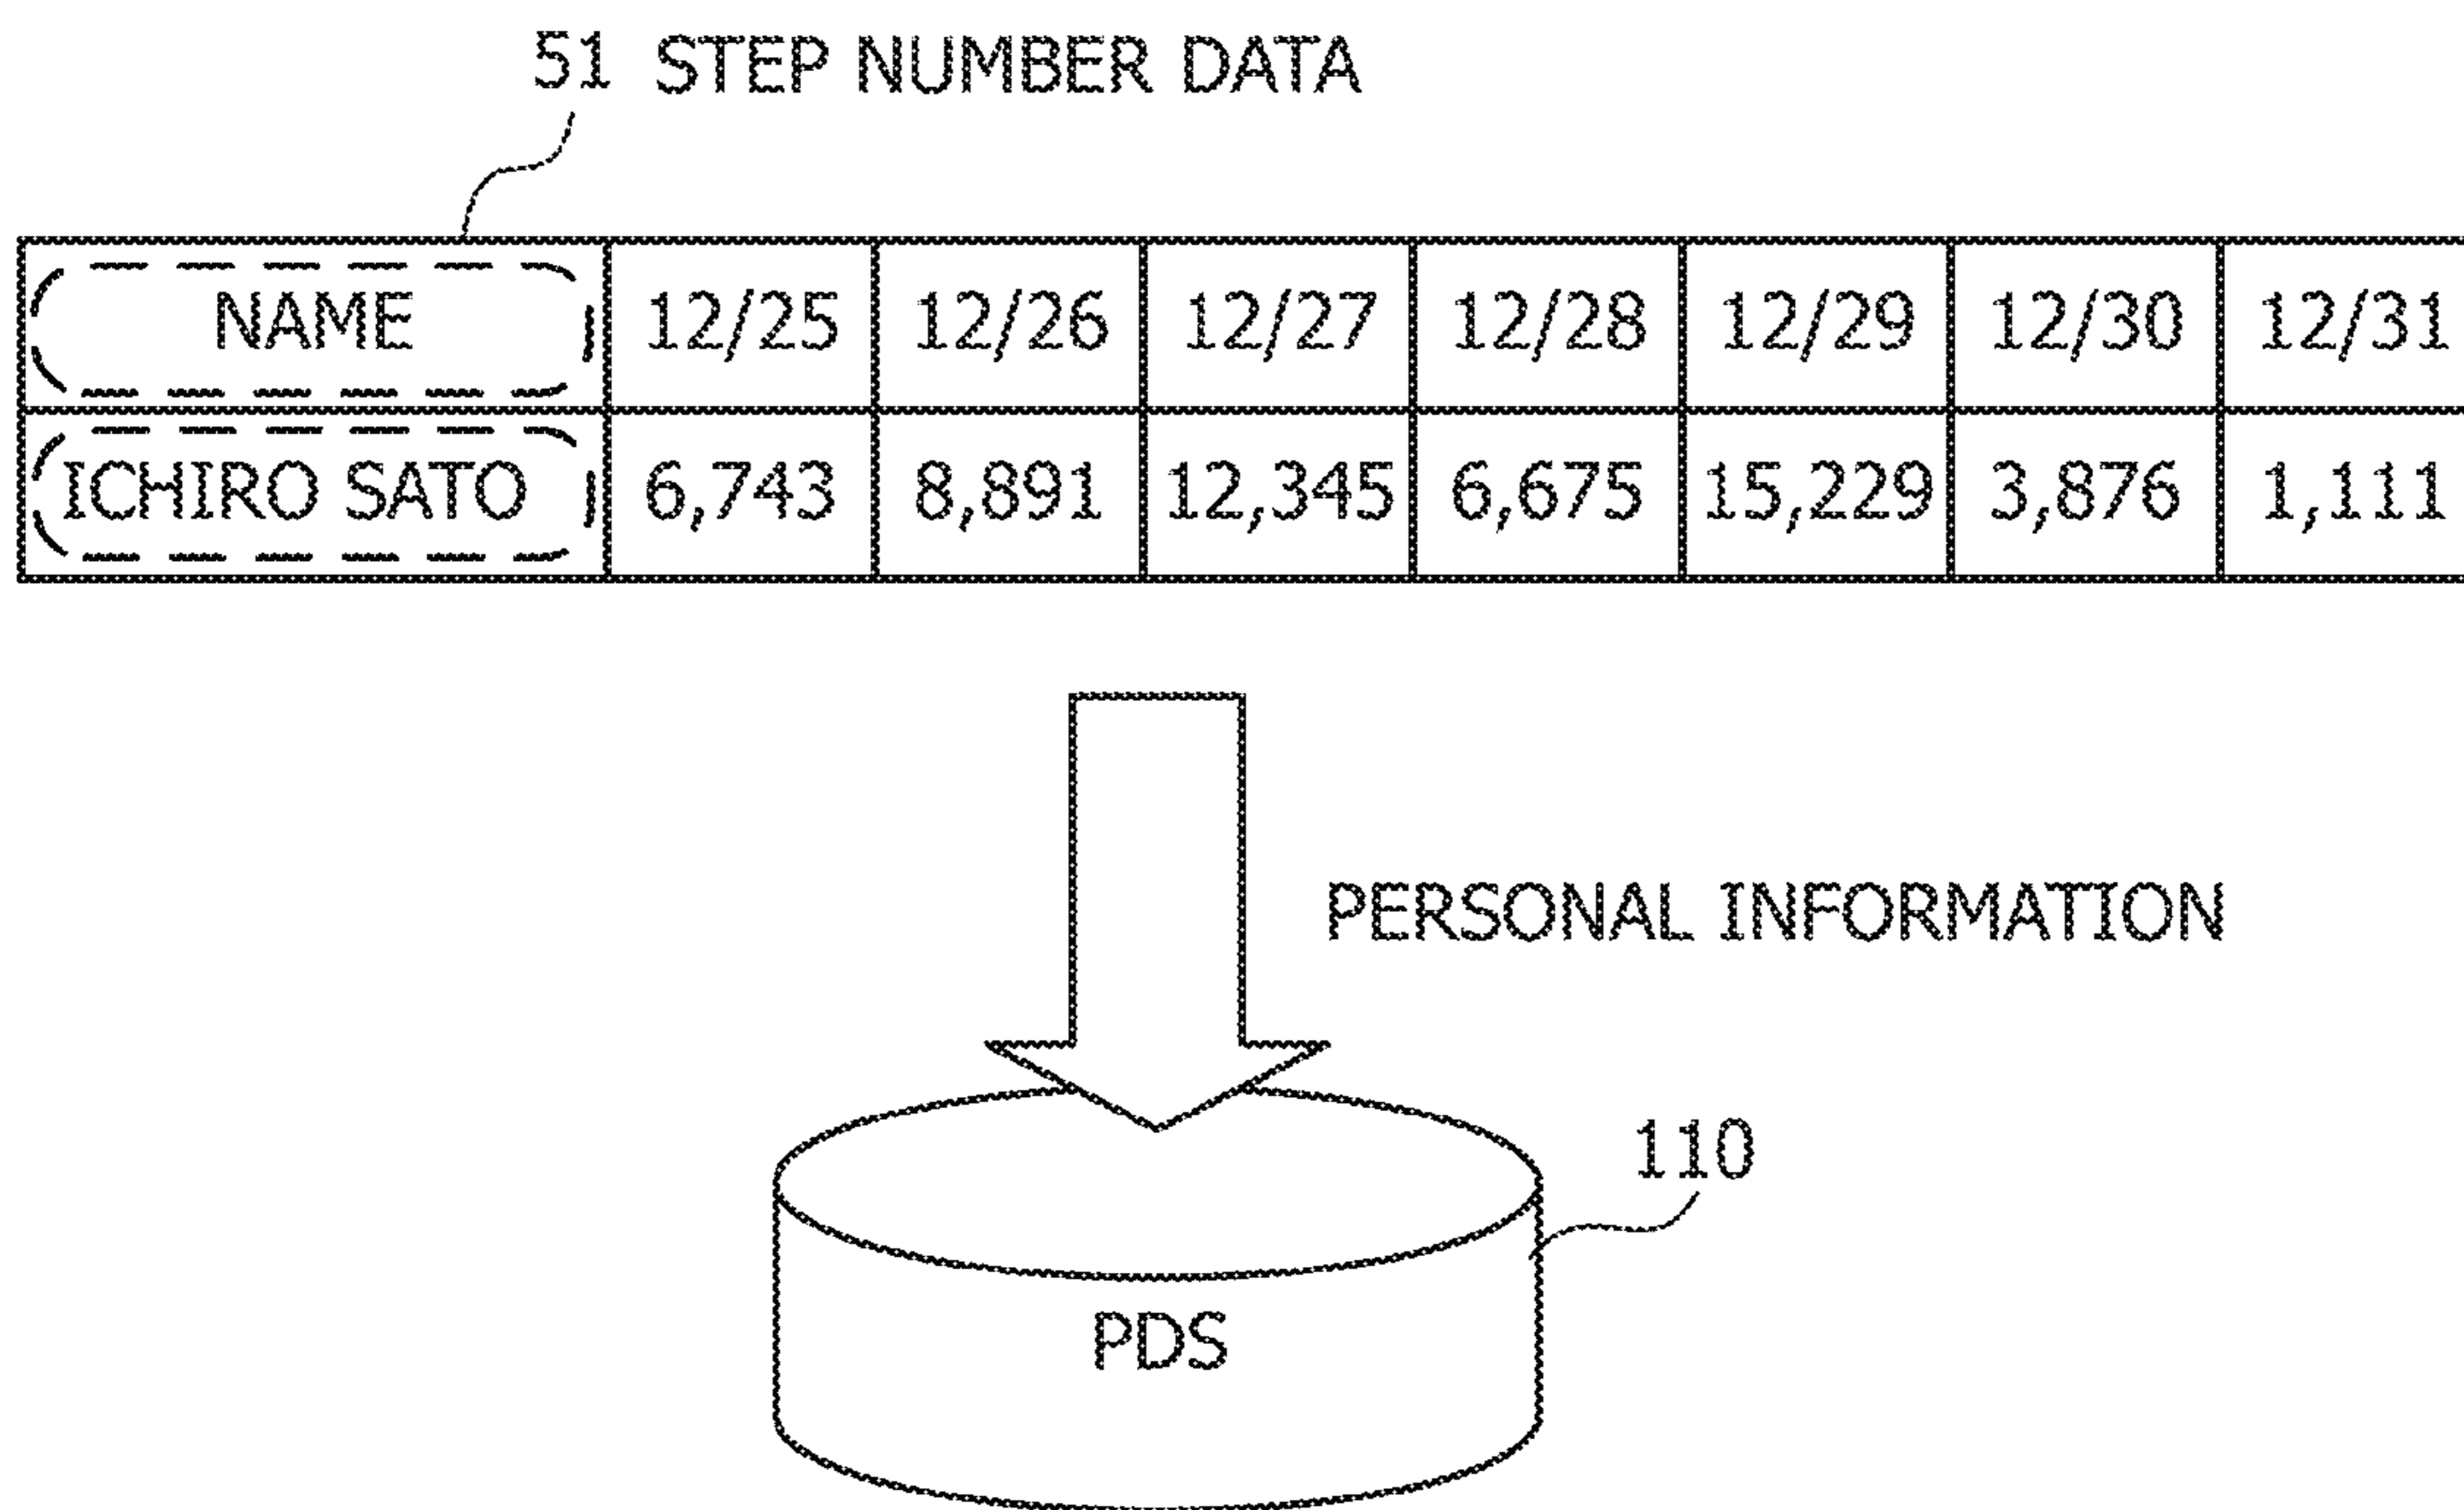 51 STEP NUMBER DATA
NAME 12/25 12/26 12/27 12/28 12/29 12/30 12/31
ICHIRO SATO 6,743 8,891 12,345 6,675 15,229 3,876 1,111
PERSONAL INFORMATION
110
PDS